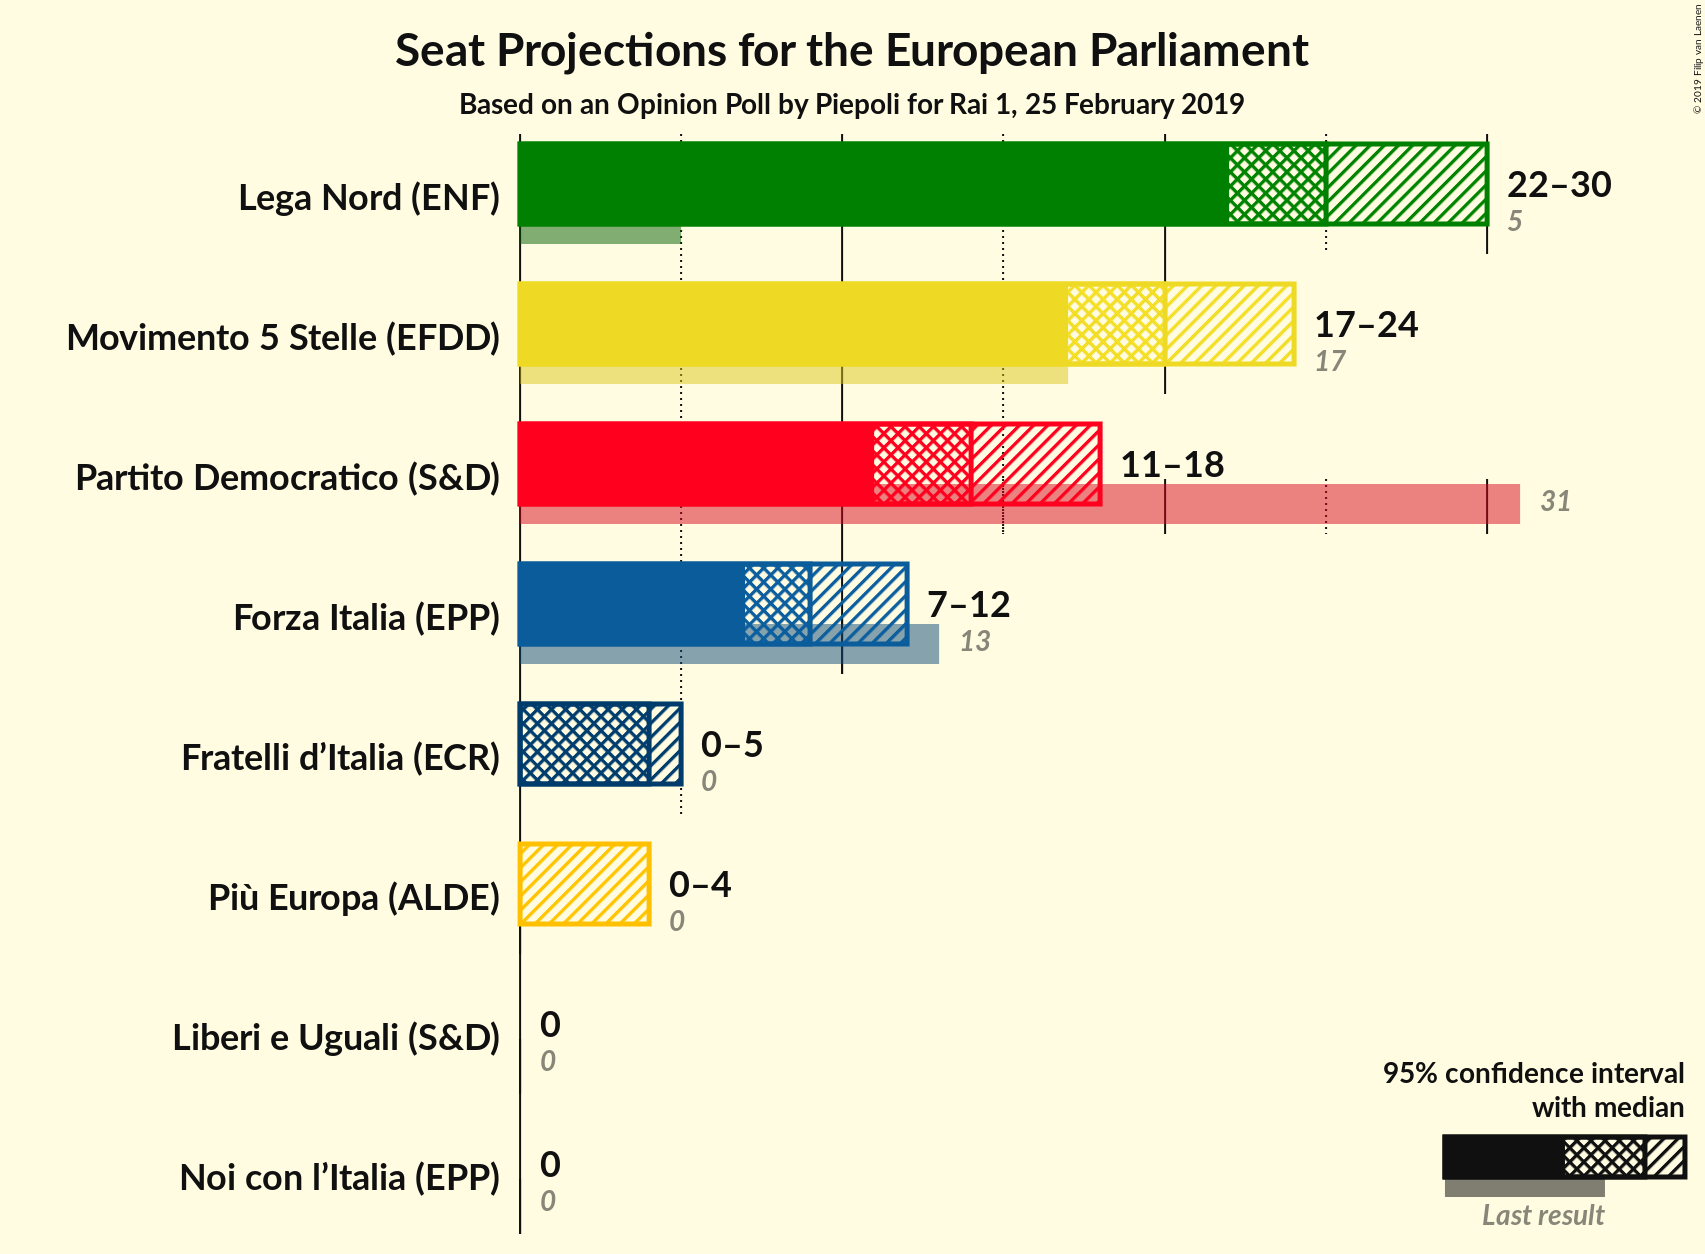 Seat Projections for the European Parliament
Based on an Opinion Poll by Piepoli for Rai 1, 25 February 2019
© 2019 Filip van Laenen
Lega Nord (ENF)
22–30
5
Movimento 5 Stelle (EFDD)
17–24
17
Partito Democratico (S&D)
11–18
31
Forza Italia (EPP)
7–12
13
Fratelli d’Italia (ECR)
0–5
0
Più Europa (ALDE)
0–4
0
Liberi e Uguali (S&D)
0
0
Noi con l’Italia (EPP)
0
0
95% confidence interval
with median
Last result